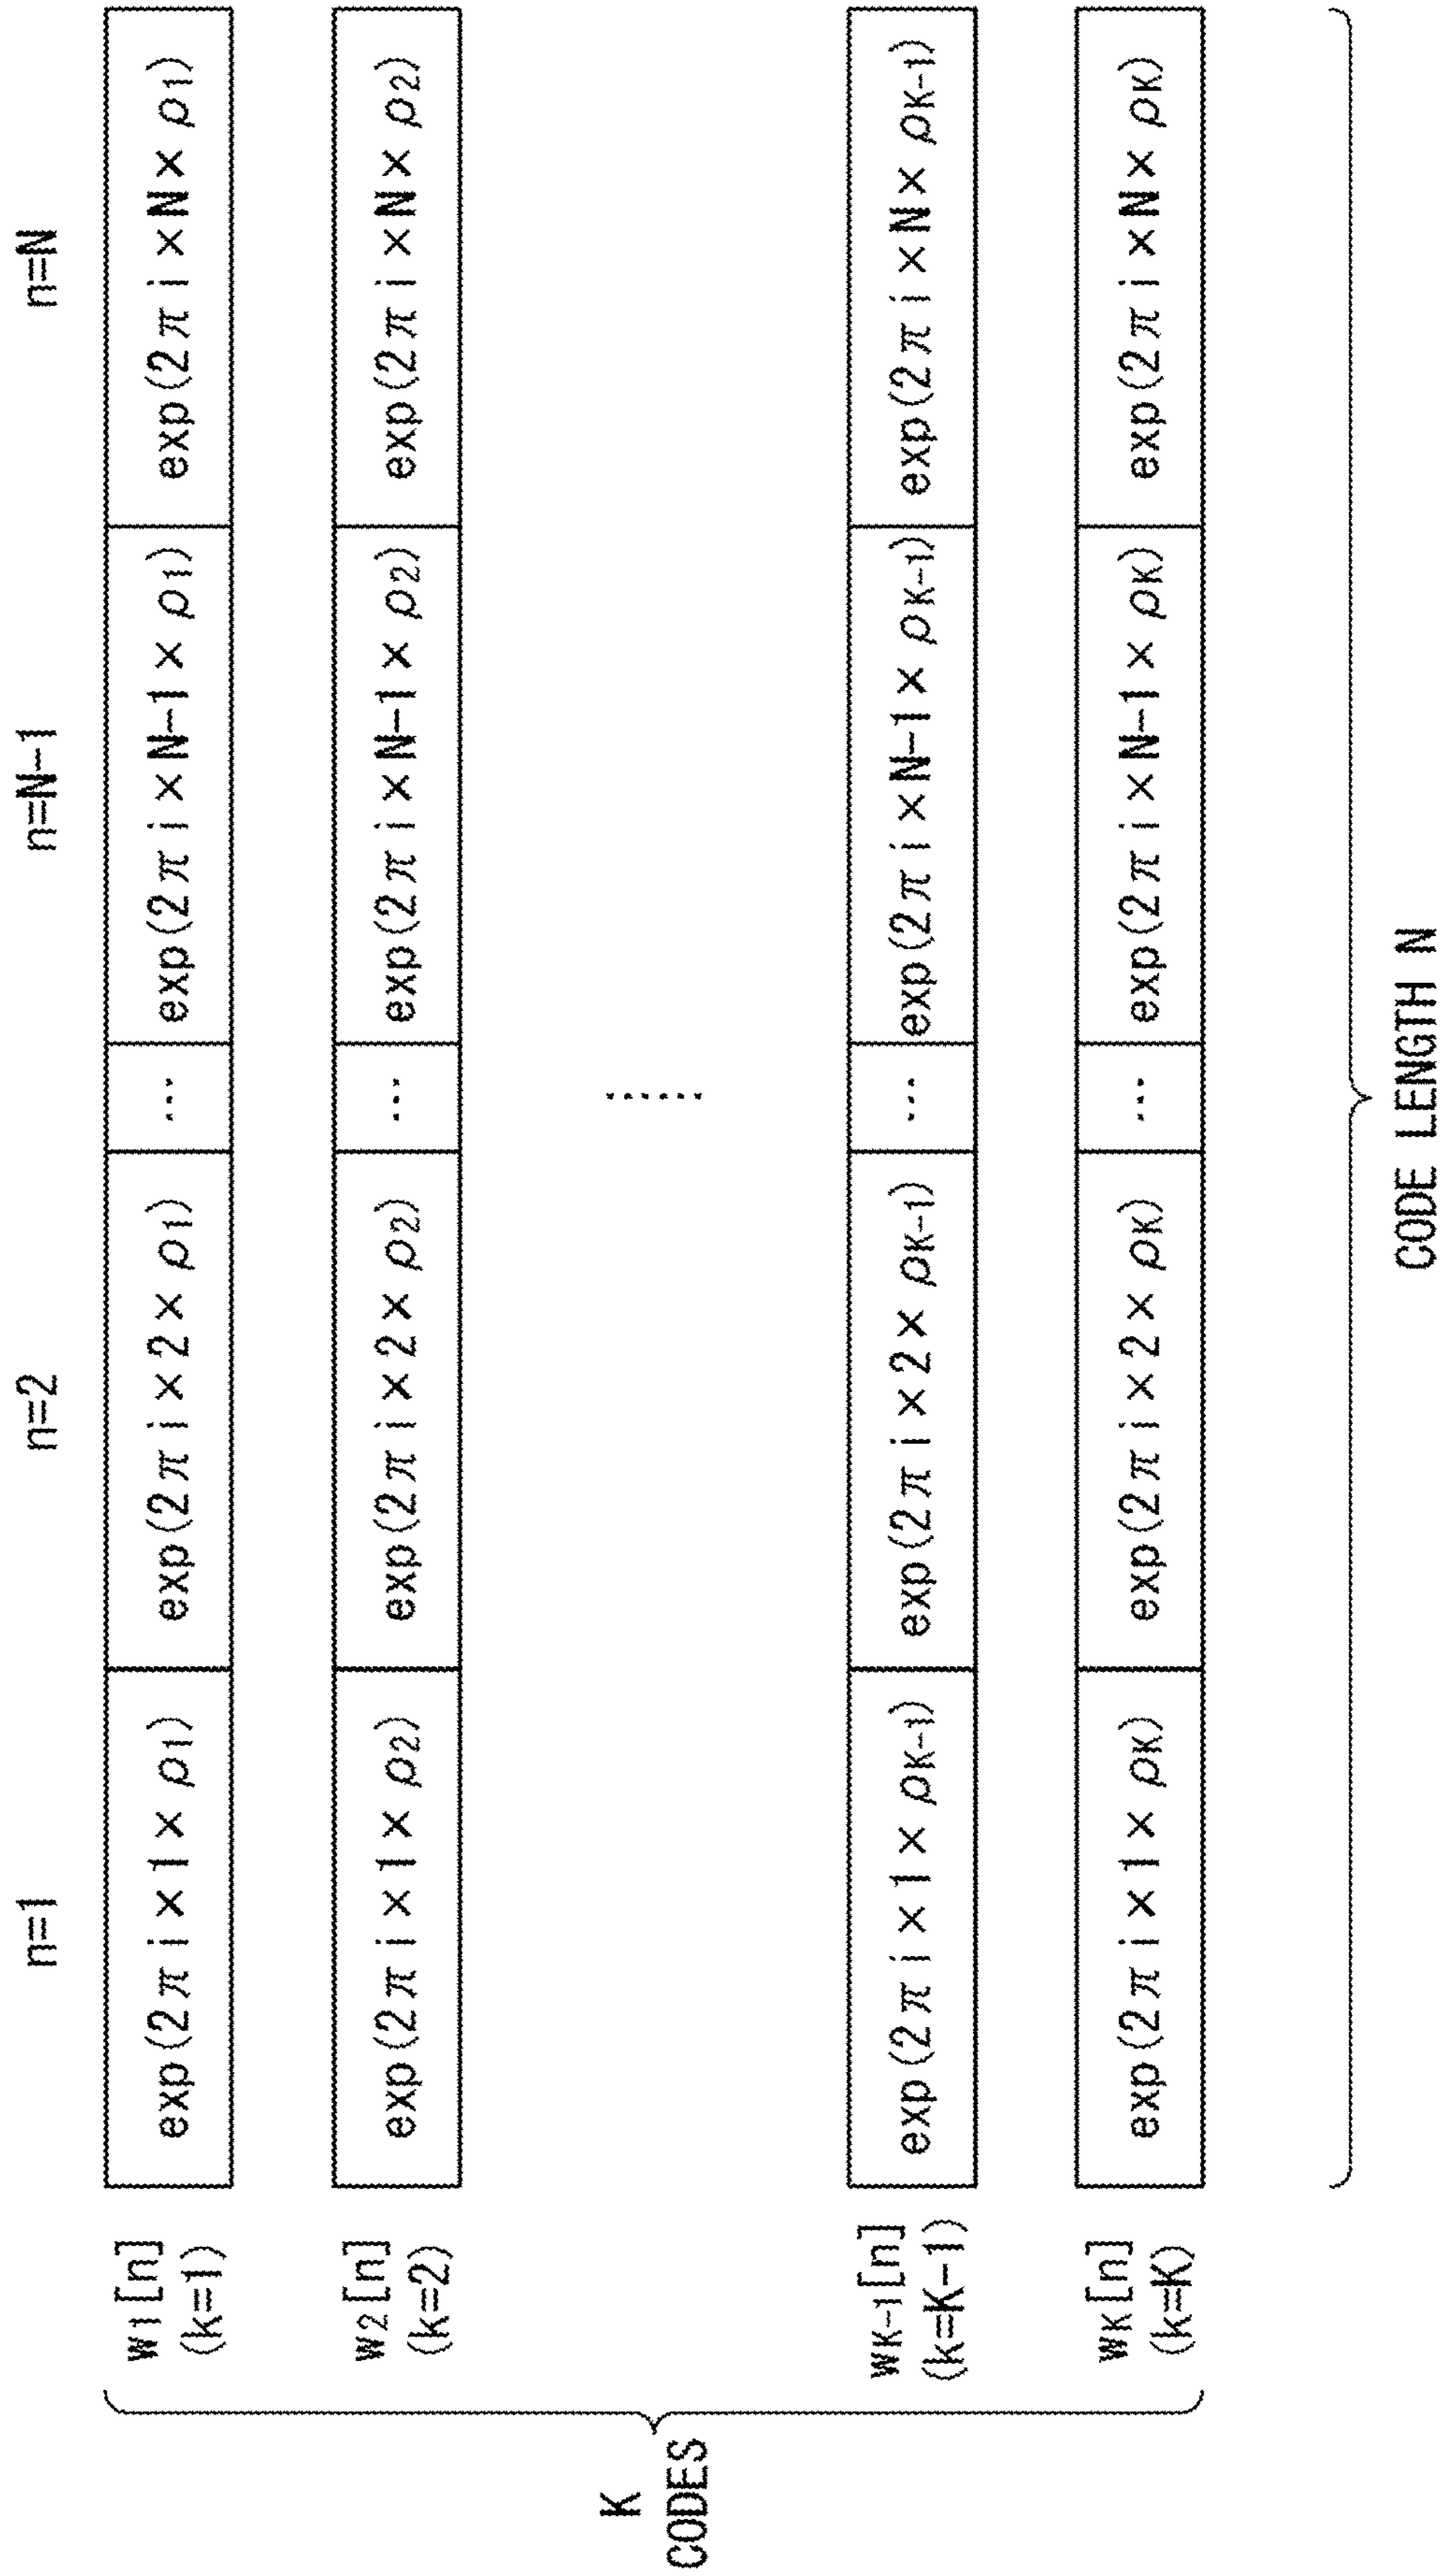 n=1 n=2 n=N-1 n=N
W1[n] exp(2πi×1×ρ1) exp(2πi×2×ρ1) ... exp(2πi×N-1×ρ1) exp(2πi×N×ρ1)
(k=1)
W2[n] exp(2πi×1×ρ2) exp(2πi×2×ρ2) ... exp(2πi×N-1×ρ2) exp(2πi×N×ρ2)
(k=2)
K
CODES
......
WK-1[n] exp(2πi×1×ρK-1) exp(2πi×2×ρK-1) ... exp(2πi×N-1×ρK-1) exp(2πi×N×ρK-1)
(k=K-1)
WK[n] exp(2πi×1×ρK) exp(2πi×2×ρK) ... exp(2πi×N-1×ρK) exp(2πi×N×ρK)
(k=K)
CODE LENGTH N